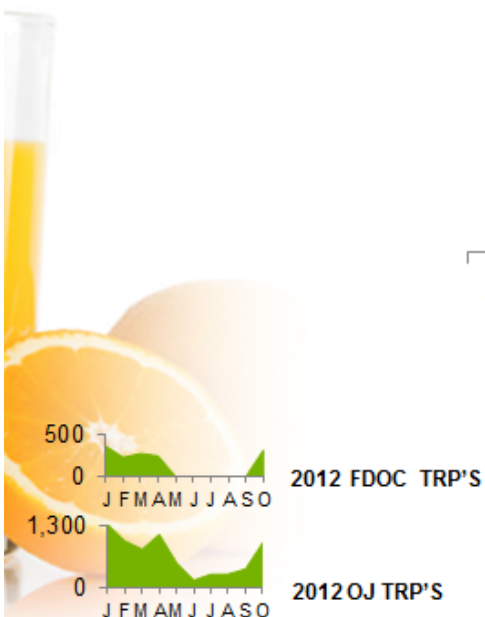 500
0
J F M A M J J A S O
2012 FDOC TRP'S
1,300
0
J F M A M J J A S O
2012 OJ TRP'S